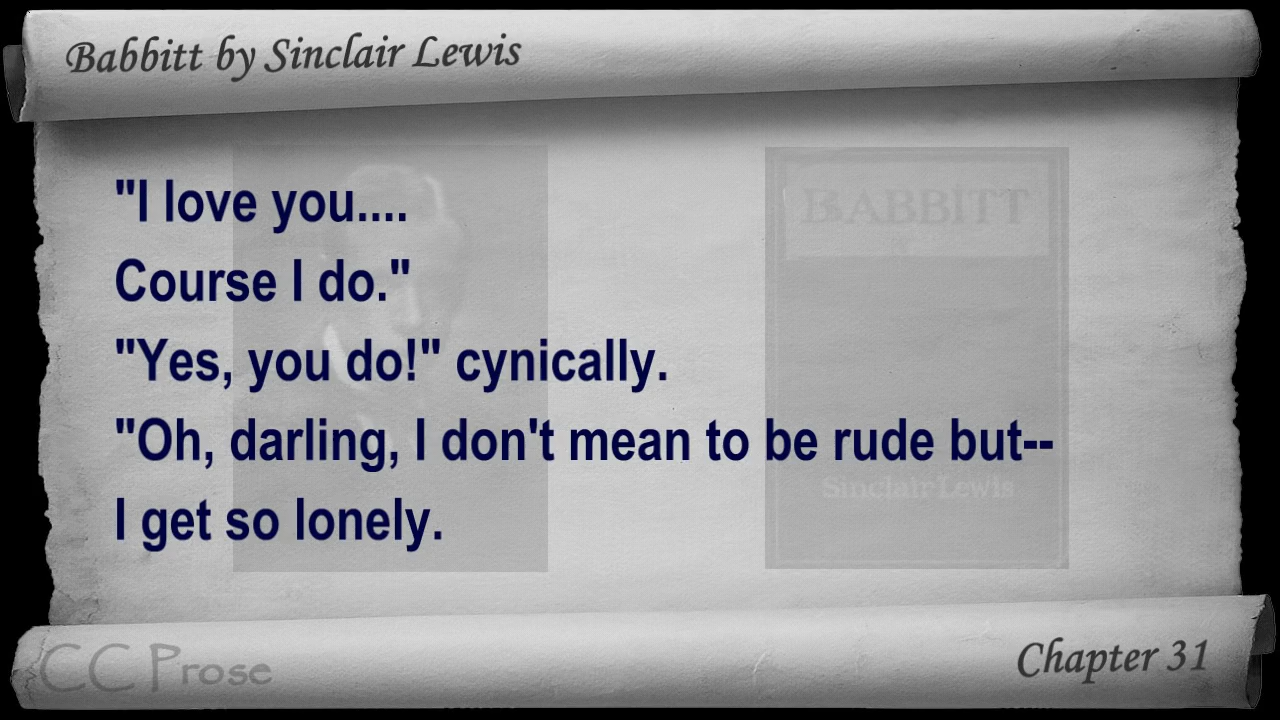 Babbitt by Sinclair Lewis
"I love you....
Course I do."
"Yes, you do!" cynically.
"Oh, darling, I don't mean to be rude but--
I get so lonely.
BABBITT
Sinclair Lewis
CC Prose
Chapter 31